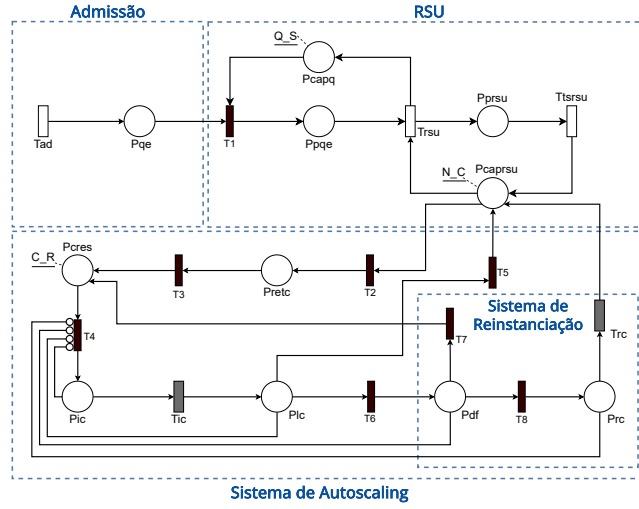 Admissão
RSU
Q_S
Pcapq
Pprsu
Ttsrsu
Tad
Pqe
T1
Ppqe
Trsu
N_C
Pcaprsu
Pcres
C_R
T3
Pretc
T2
T5
Sistema de
Reinstanciação
T4
T7
Trc
Pic
Tic
Plc
T6
Pdf
T8
Prc
Sistema de Autoscaling